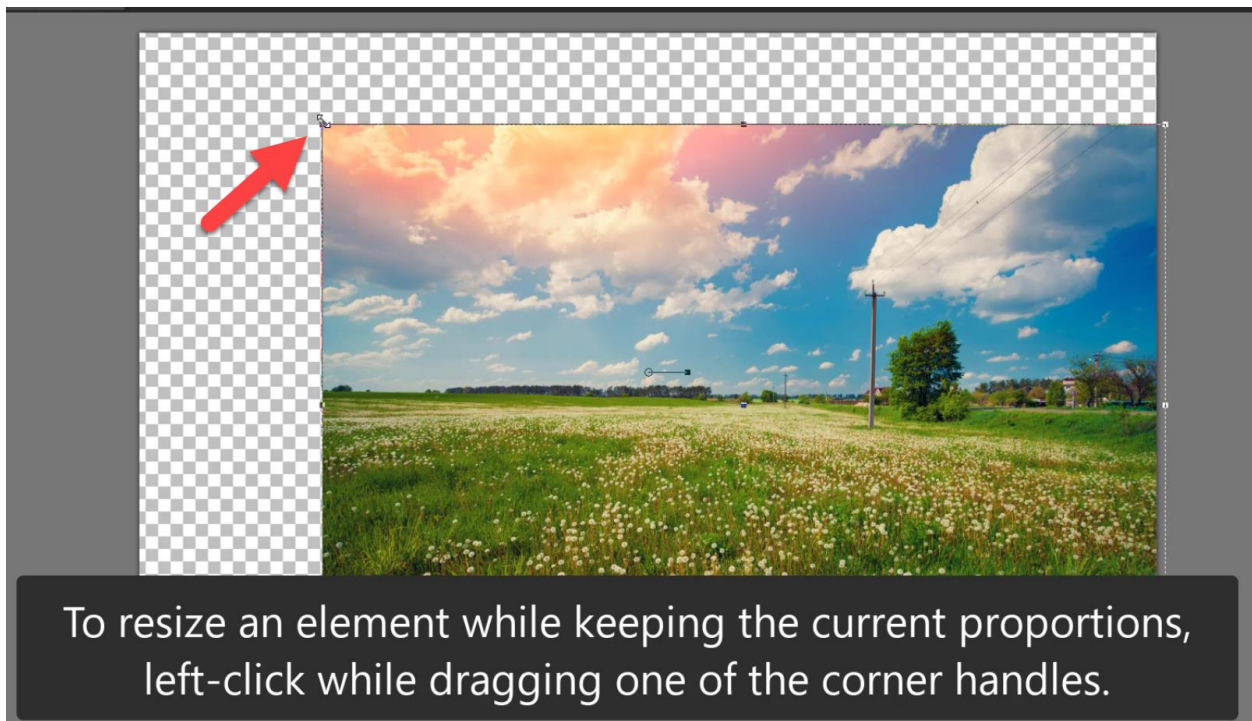 To resize an element while keeping the current proportions,
left-click while dragging one of the corner handles.